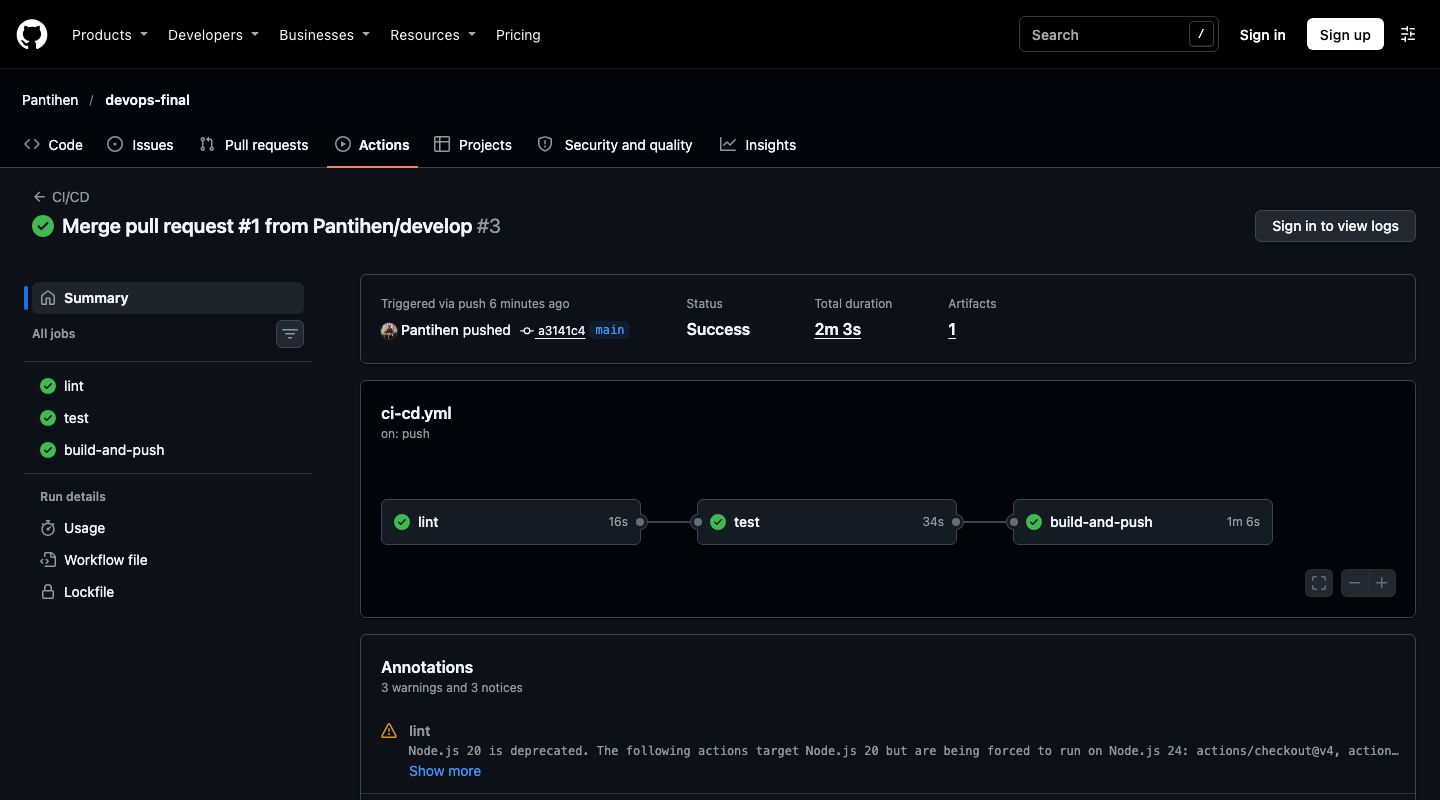 Products Developers Businesses Resources Pricing Search / Sign in Sign up
Pantihen / devops-final
Code Issues Pull requests Actions Projects Security and quality Insights
CI/CD
Merge pull request #1 from Pantihen/develop #3
Sign in to view logs
Summary
All jobs
lint
test
build-and-push
Run details
Usage
Workflow file
Lockfile
Triggered via push 6 minutes ago
Pantihen pushed a3141c4 main
Status
Success
Total duration
2m 3s
Artifacts
1
ci-cd.yml
on: push
lint 16s
test 34s
build-and-push 1m 6s
Annotations
3 warnings and 3 notices
lint
Node.js 20 is deprecated. The following actions target Node.js 20 but are being forced to run on Node.js 24: actions/checkout@v4, action…
Show more